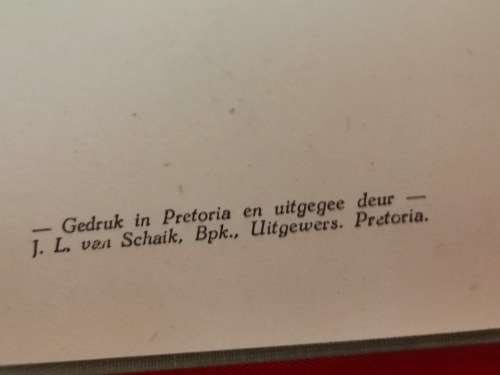 — Gedruk in Pretoria en uitgegee deur —
J. L. van Schaik, Bpk., Uitgewers. Pretoria.